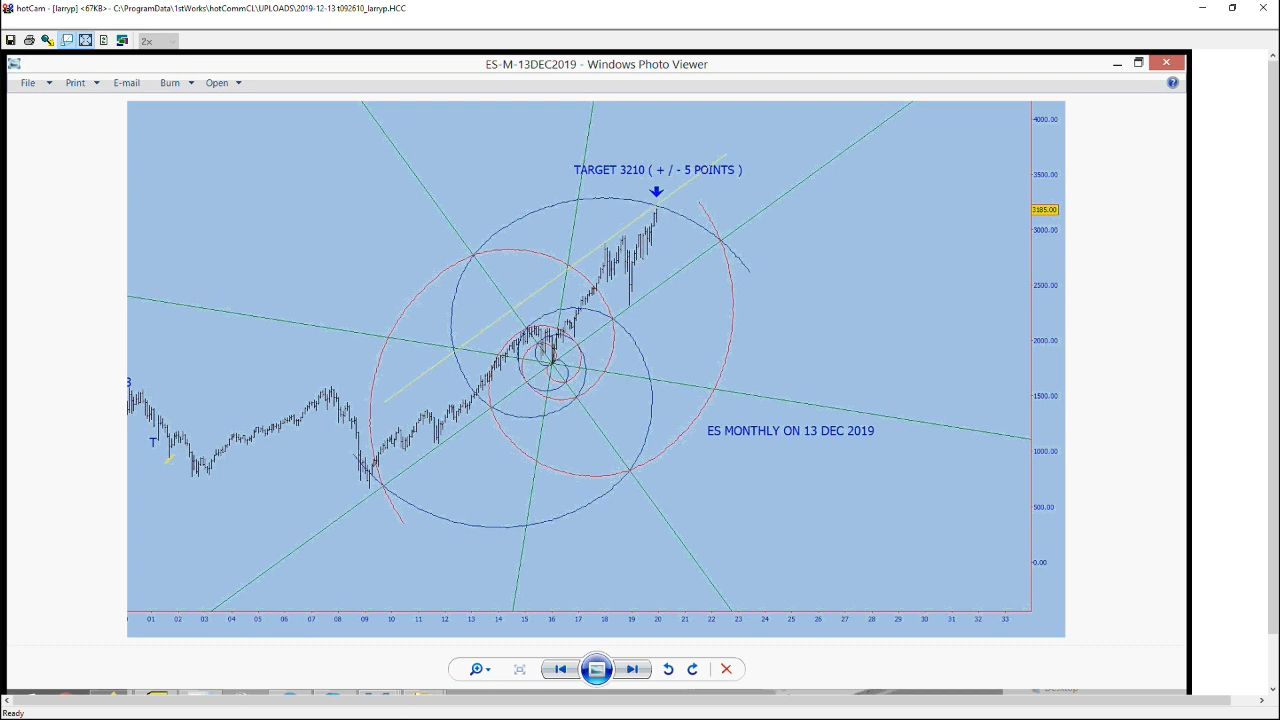 hotCam - [larryp] <67KB> - C:\ProgramData\1stWorks\hotCommCL\UPLOADS\2019-12-13 t092610_larryp.HCC
2x
ES-M-13DEC2019 - Windows Photo Viewer
File Print E-mail Burn Open
TARGET 3210 ( + / - 5 POINTS )
4000.00
3500.00
3185.00
3000.00
2500.00
2000.00
1500.00
1000.00
500.00
0.00
T
ES MONTHLY ON 13 DEC 2019
01 02 03 04 05 06 07 08 09 10 11 12 13 14 15 16 17 18 19 20 21 22 23 24 25 26 27 28 29 30 31 32 33
Desktop
Ready